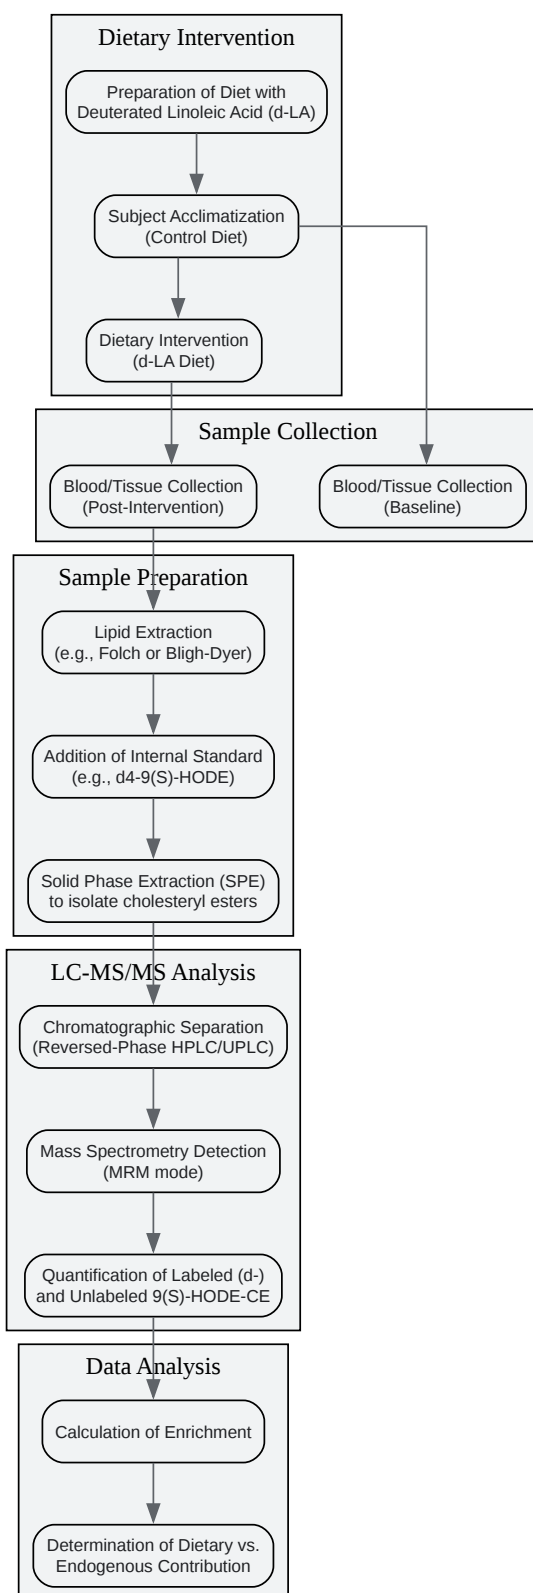 Dietary Intervention
Preparation of Diet with
Deuterated Linoleic Acid (d-LA)
Subject Acclimatization
(Control Diet)
Dietary Intervention
(d-LA Diet)
Sample Collection
Blood/Tissue Collection
(Post-Intervention)
Blood/Tissue Collection
(Baseline)
Sample Preparation
Lipid Extraction
(e.g., Folch or Bligh-Dyer)
Addition of Internal Standard
(e.g., d4-9(S)-HODE)
Solid Phase Extraction (SPE)
to isolate cholesteryl esters
LC-MS/MS Analysis
Chromatographic Separation
(Reversed-Phase HPLC/UPLC)
Mass Spectrometry Detection
(MRM mode)
Quantification of Labeled (d-)
and Unlabeled 9(S)-HODE-CE
Data Analysis
Calculation of Enrichment
Determination of Dietary vs.
Endogenous Contribution